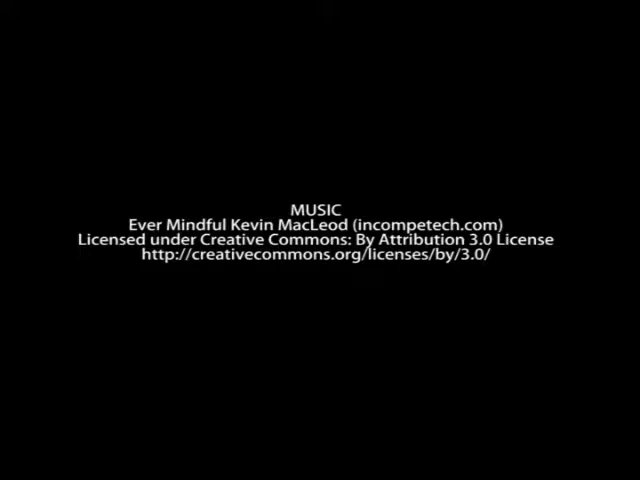 MUSIC
Ever Mindful Kevin MacLeod (incompetech.com)
Licensed under Creative Commons: By Attribution 3.0 License
http://creativecommons.org/licenses/by/3.0/